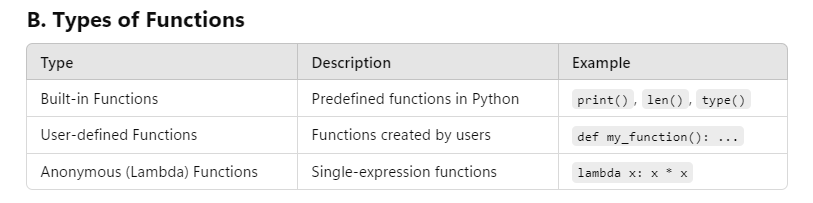 B. Types of Functions
Type Description Example
Built-in Functions Predefined functions in Python print(), len(), type()
User-defined Functions Functions created by users def my_function(): ...
Anonymous (Lambda) Functions Single-expression functions lambda x: x * x